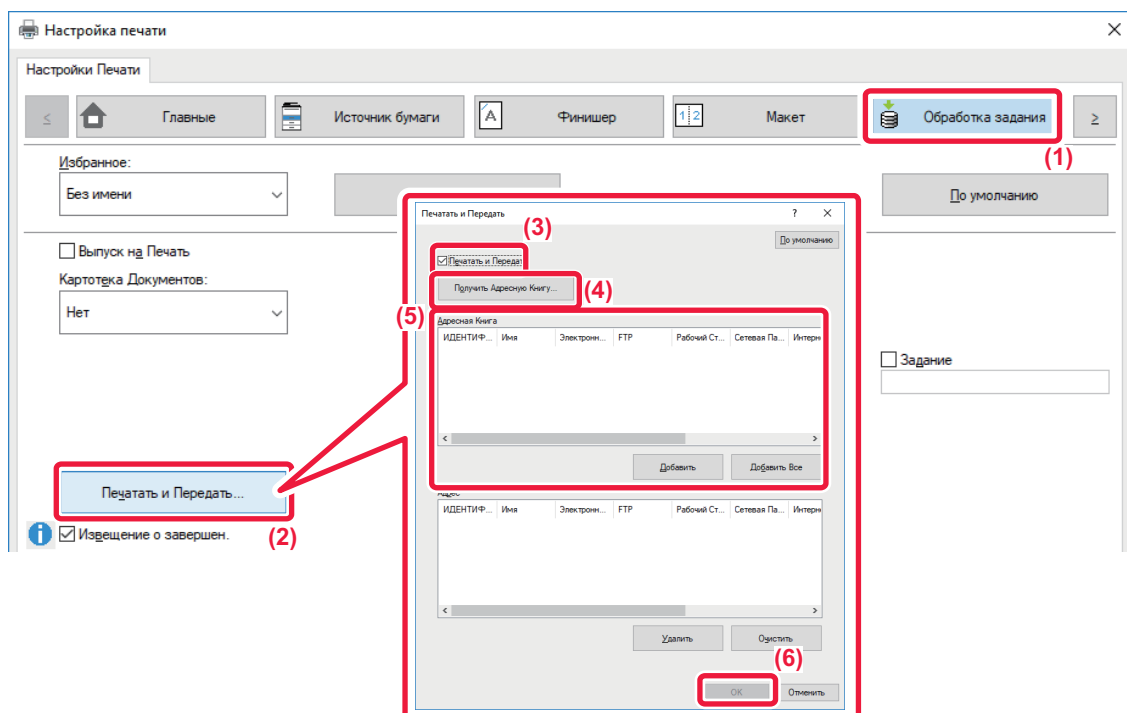 Настройка печати
Настройки Печати
≤ Главные Источник бумаги Финишер Макет Обработка задания ≥
(1)
Избранное:
Без имени
По умолчанию
Выпуск на Печать
Картотека Документов:
Нет
Задание
Печатать и Передать...
(2)
Извещение о завершен.
Печатать и Передать ? ×
(3)
По умолчанию
Печатать и Передат
Получить Адресную Книгу...
(4)
(5)
Адресная Книга
ИДЕНТИФ... Имя Электронн... FTP Рабочий Ст... Сетевая Па... Интерн
Добавить Добавить Все
Адрес
ИДЕНТИФ... Имя Электронн... FTP Рабочий Ст... Сетевая Па... Интерн
Удалить Очистить
(6)
OK Отменить